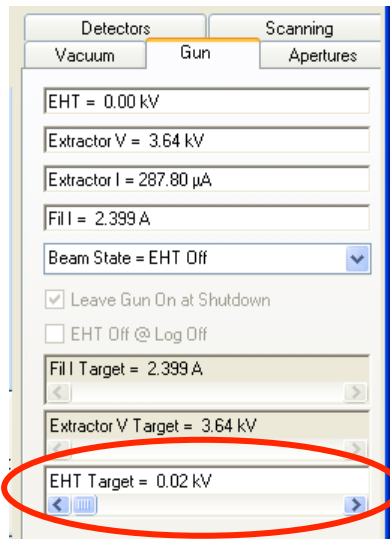 Detectors Scanning
Vacuum Gun Apertures
EHT = 0.00 kV
Extractor V = 3.64 kV
Extractor I = 287.80 µA
Fil I = 2.399 A
Beam State = EHT Off
Leave Gun On at Shutdown
EHT Off @ Log Off
Fil I Target = 2.399 A
Extractor V Target = 3.64 kV
EHT Target = 0.02 kV